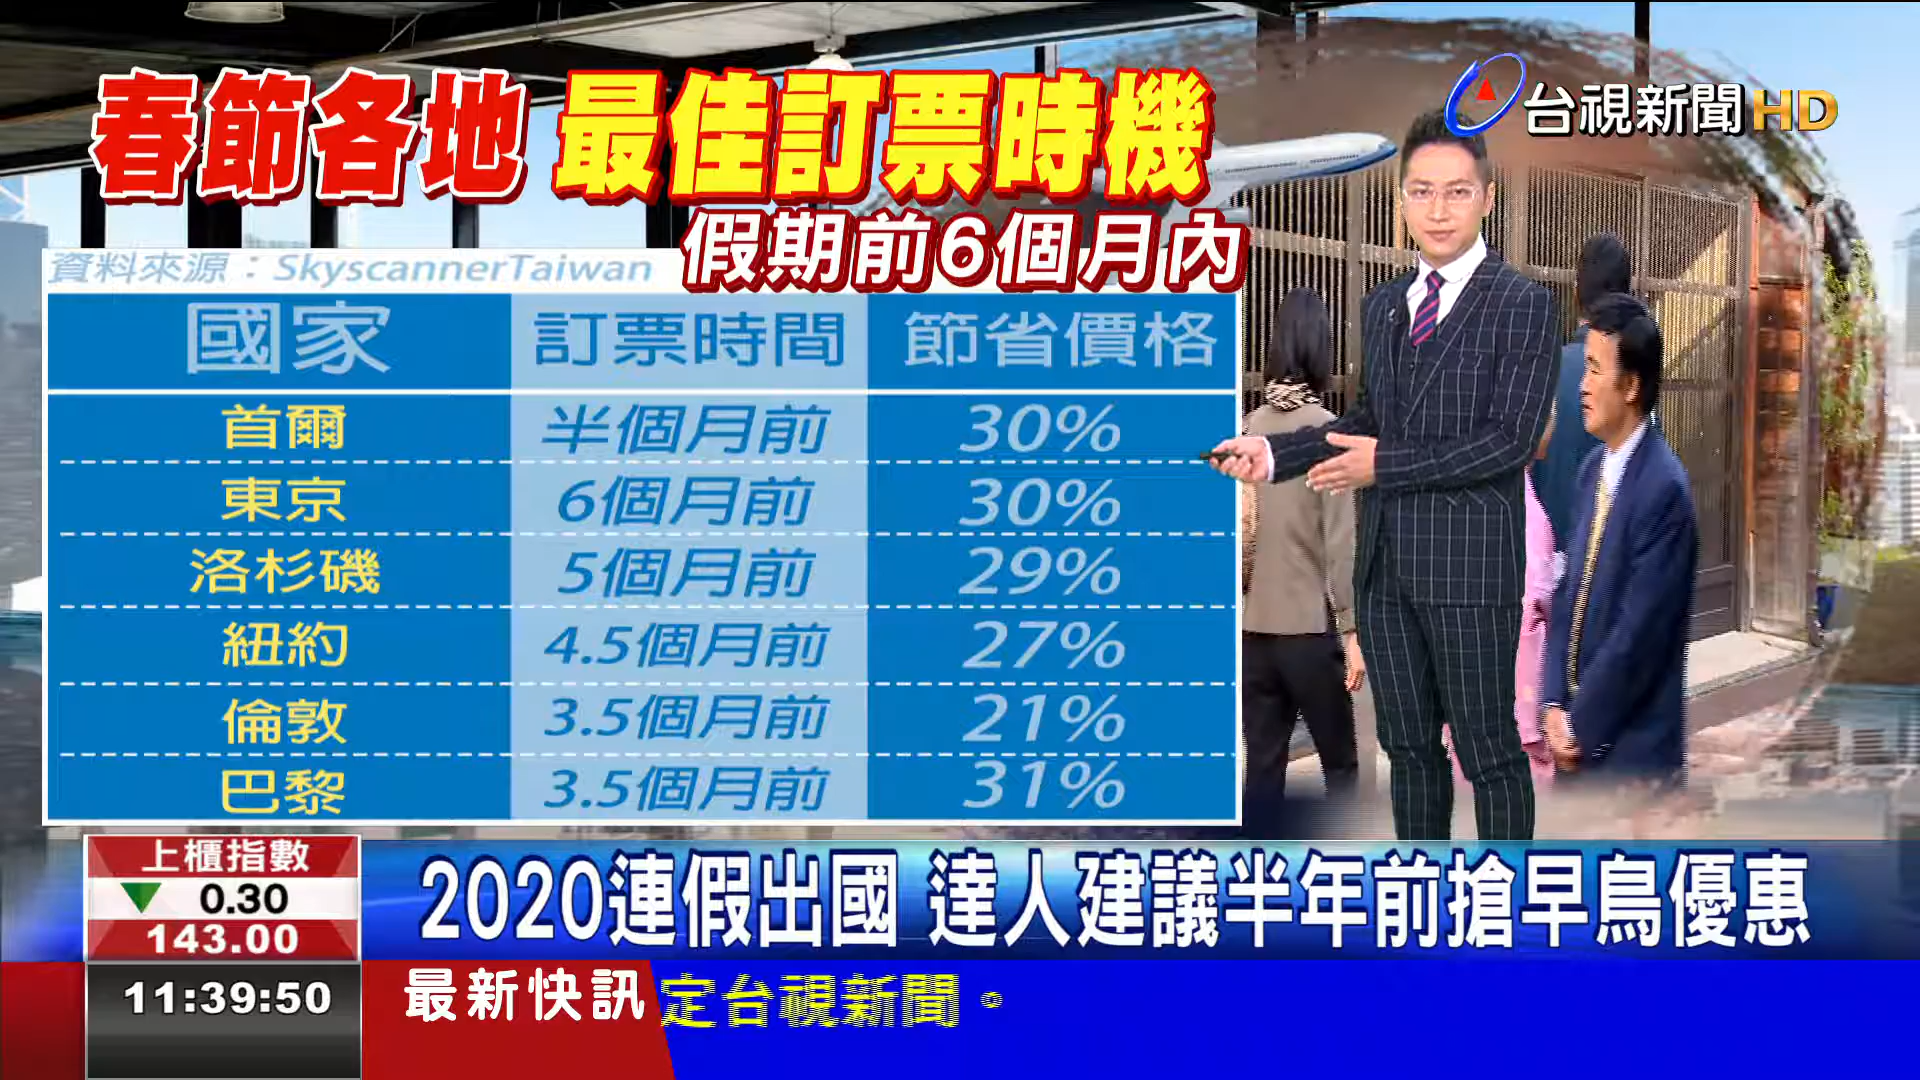 春節各地 最佳訂票時機
台視新聞HD
假期前6個月內
資料來源：SkyscannerTaiwan
國家 訂票時間 節省價格
首爾 半個月前 30%
東京 6個月前 30%
洛杉磯 5個月前 29%
紐約 4.5個月前 27%
倫敦 3.5個月前 21%
巴黎 3.5個月前 31%
上櫃指數
▼ 0.30
143.00
2020連假出國 達人建議半年前搶早鳥優惠
11:39:50
最新快訊 定台視新聞。